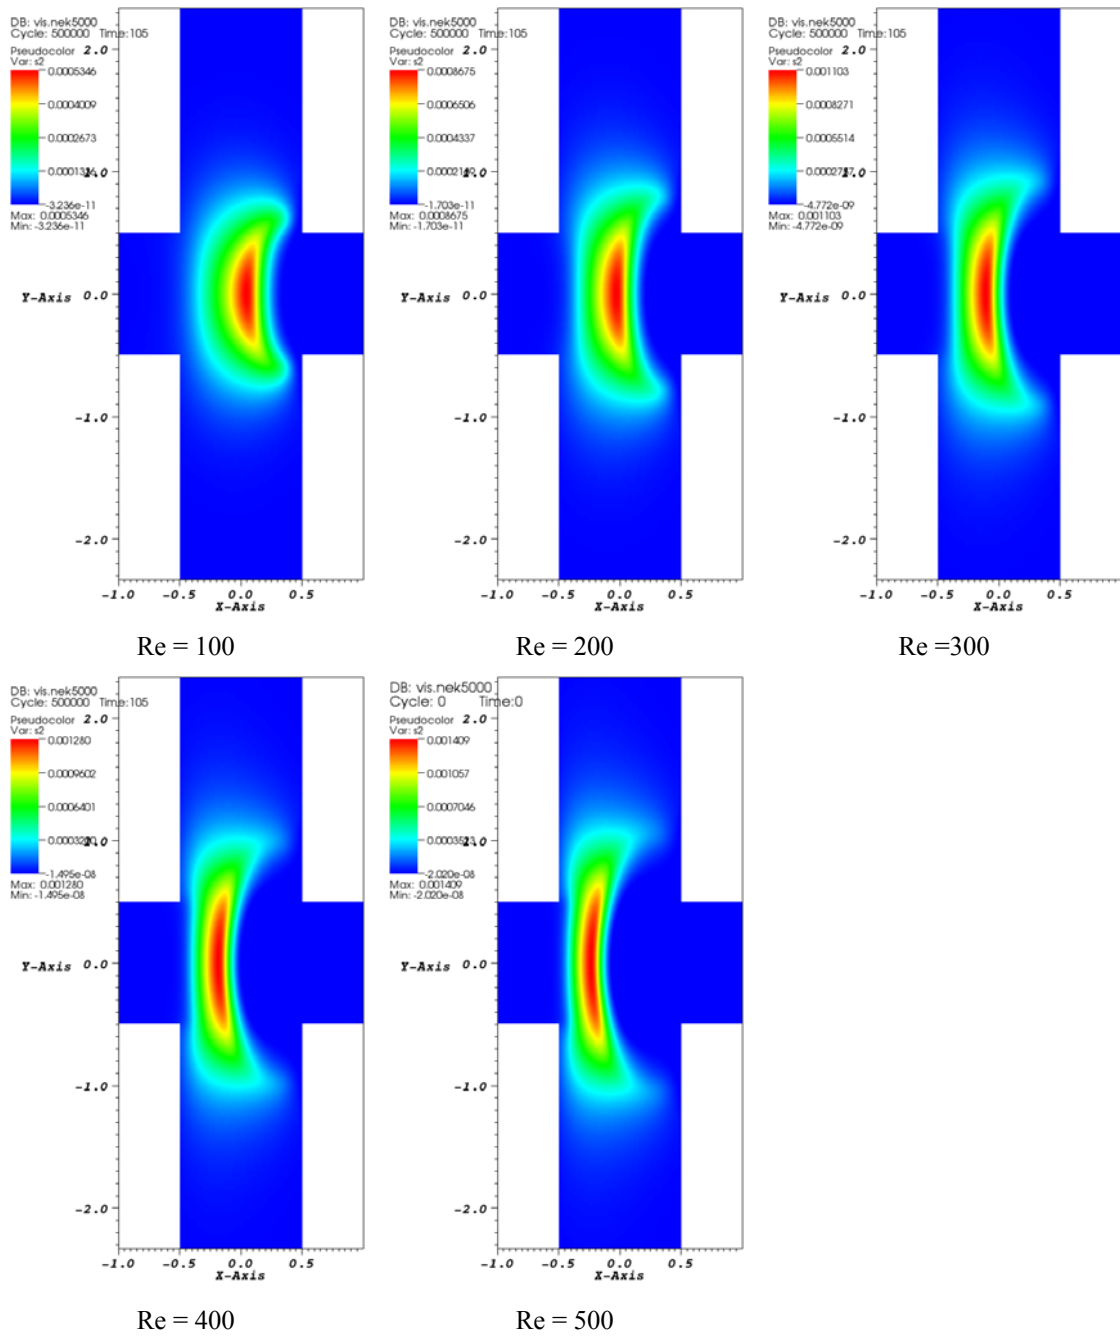 DB: vis.nek5000
Cycle: 500000 Time:105
Pseudocolor
Var: s2
0.0005346
0.0004009
0.0002673
-3.236e-11
Max: 0.0005346
Min: -3.236e-11
2.0
1.0
Y-Axis 0.0
-1.0
-2.0
-1.0 -0.5 0.0 0.5
X-Axis
DB: vis.nek5000
Cycle: 500000 Time:105
Pseudocolor
Var: s2
0.0008675
0.0006506
0.0004337
-1.703e-11
Max: 0.0008675
Min: -1.703e-11
2.0
1.0
Y-Axis 0.0
-1.0
-2.0
-1.0 -0.5 0.0 0.5
X-Axis
DB: vis.nek5000
Cycle: 500000 Time:105
Pseudocolor
Var: s2
0.001103
0.0008271
0.0005514
-4.772e-09
Max: 0.001103
Min: -4.772e-09
2.0
1.0
Y-Axis 0.0
-1.0
-2.0
-1.0 -0.5 0.0 0.5
X-Axis
Re = 100
Re = 200
Re =300
DB: vis.nek5000
Cycle: 500000 Time:105
Pseudocolor
Var: s2
0.001280
0.0009602
0.0006401
-1.495e-08
Max: 0.001280
Min: -1.495e-08
2.0
1.0
Y-Axis 0.0
-1.0
-2.0
-1.0 -0.5 0.0 0.5
X-Axis
DB: vis.nek5000
Cycle: 0 Time:0
Pseudocolor
Var: s2
0.001409
0.001057
0.0007046
-2.020e-08
Max: 0.001409
Min: -2.020e-08
2.0
1.0
Y-Axis 0.0
-1.0
-2.0
-1.0 -0.5 0.0 0.5
X-Axis
Re = 400
Re = 500